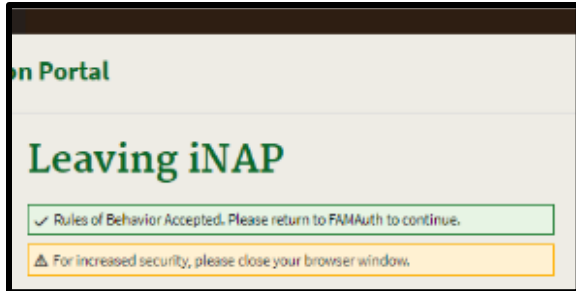 on Portal
Leaving iNAP
✓ Rules of Behavior Accepted. Please return to FAMAuth to continue.
⚠ For increased security, please close your browser window.